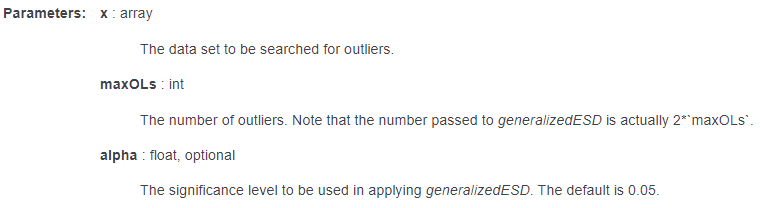 Parameters: x : array
The data set to be searched for outliers.
maxOLs : int
The number of outliers. Note that the number passed to generalizedESD is actually 2*`maxOLs`.
alpha : float, optional
The significance level to be used in applying generalizedESD. The default is 0.05.